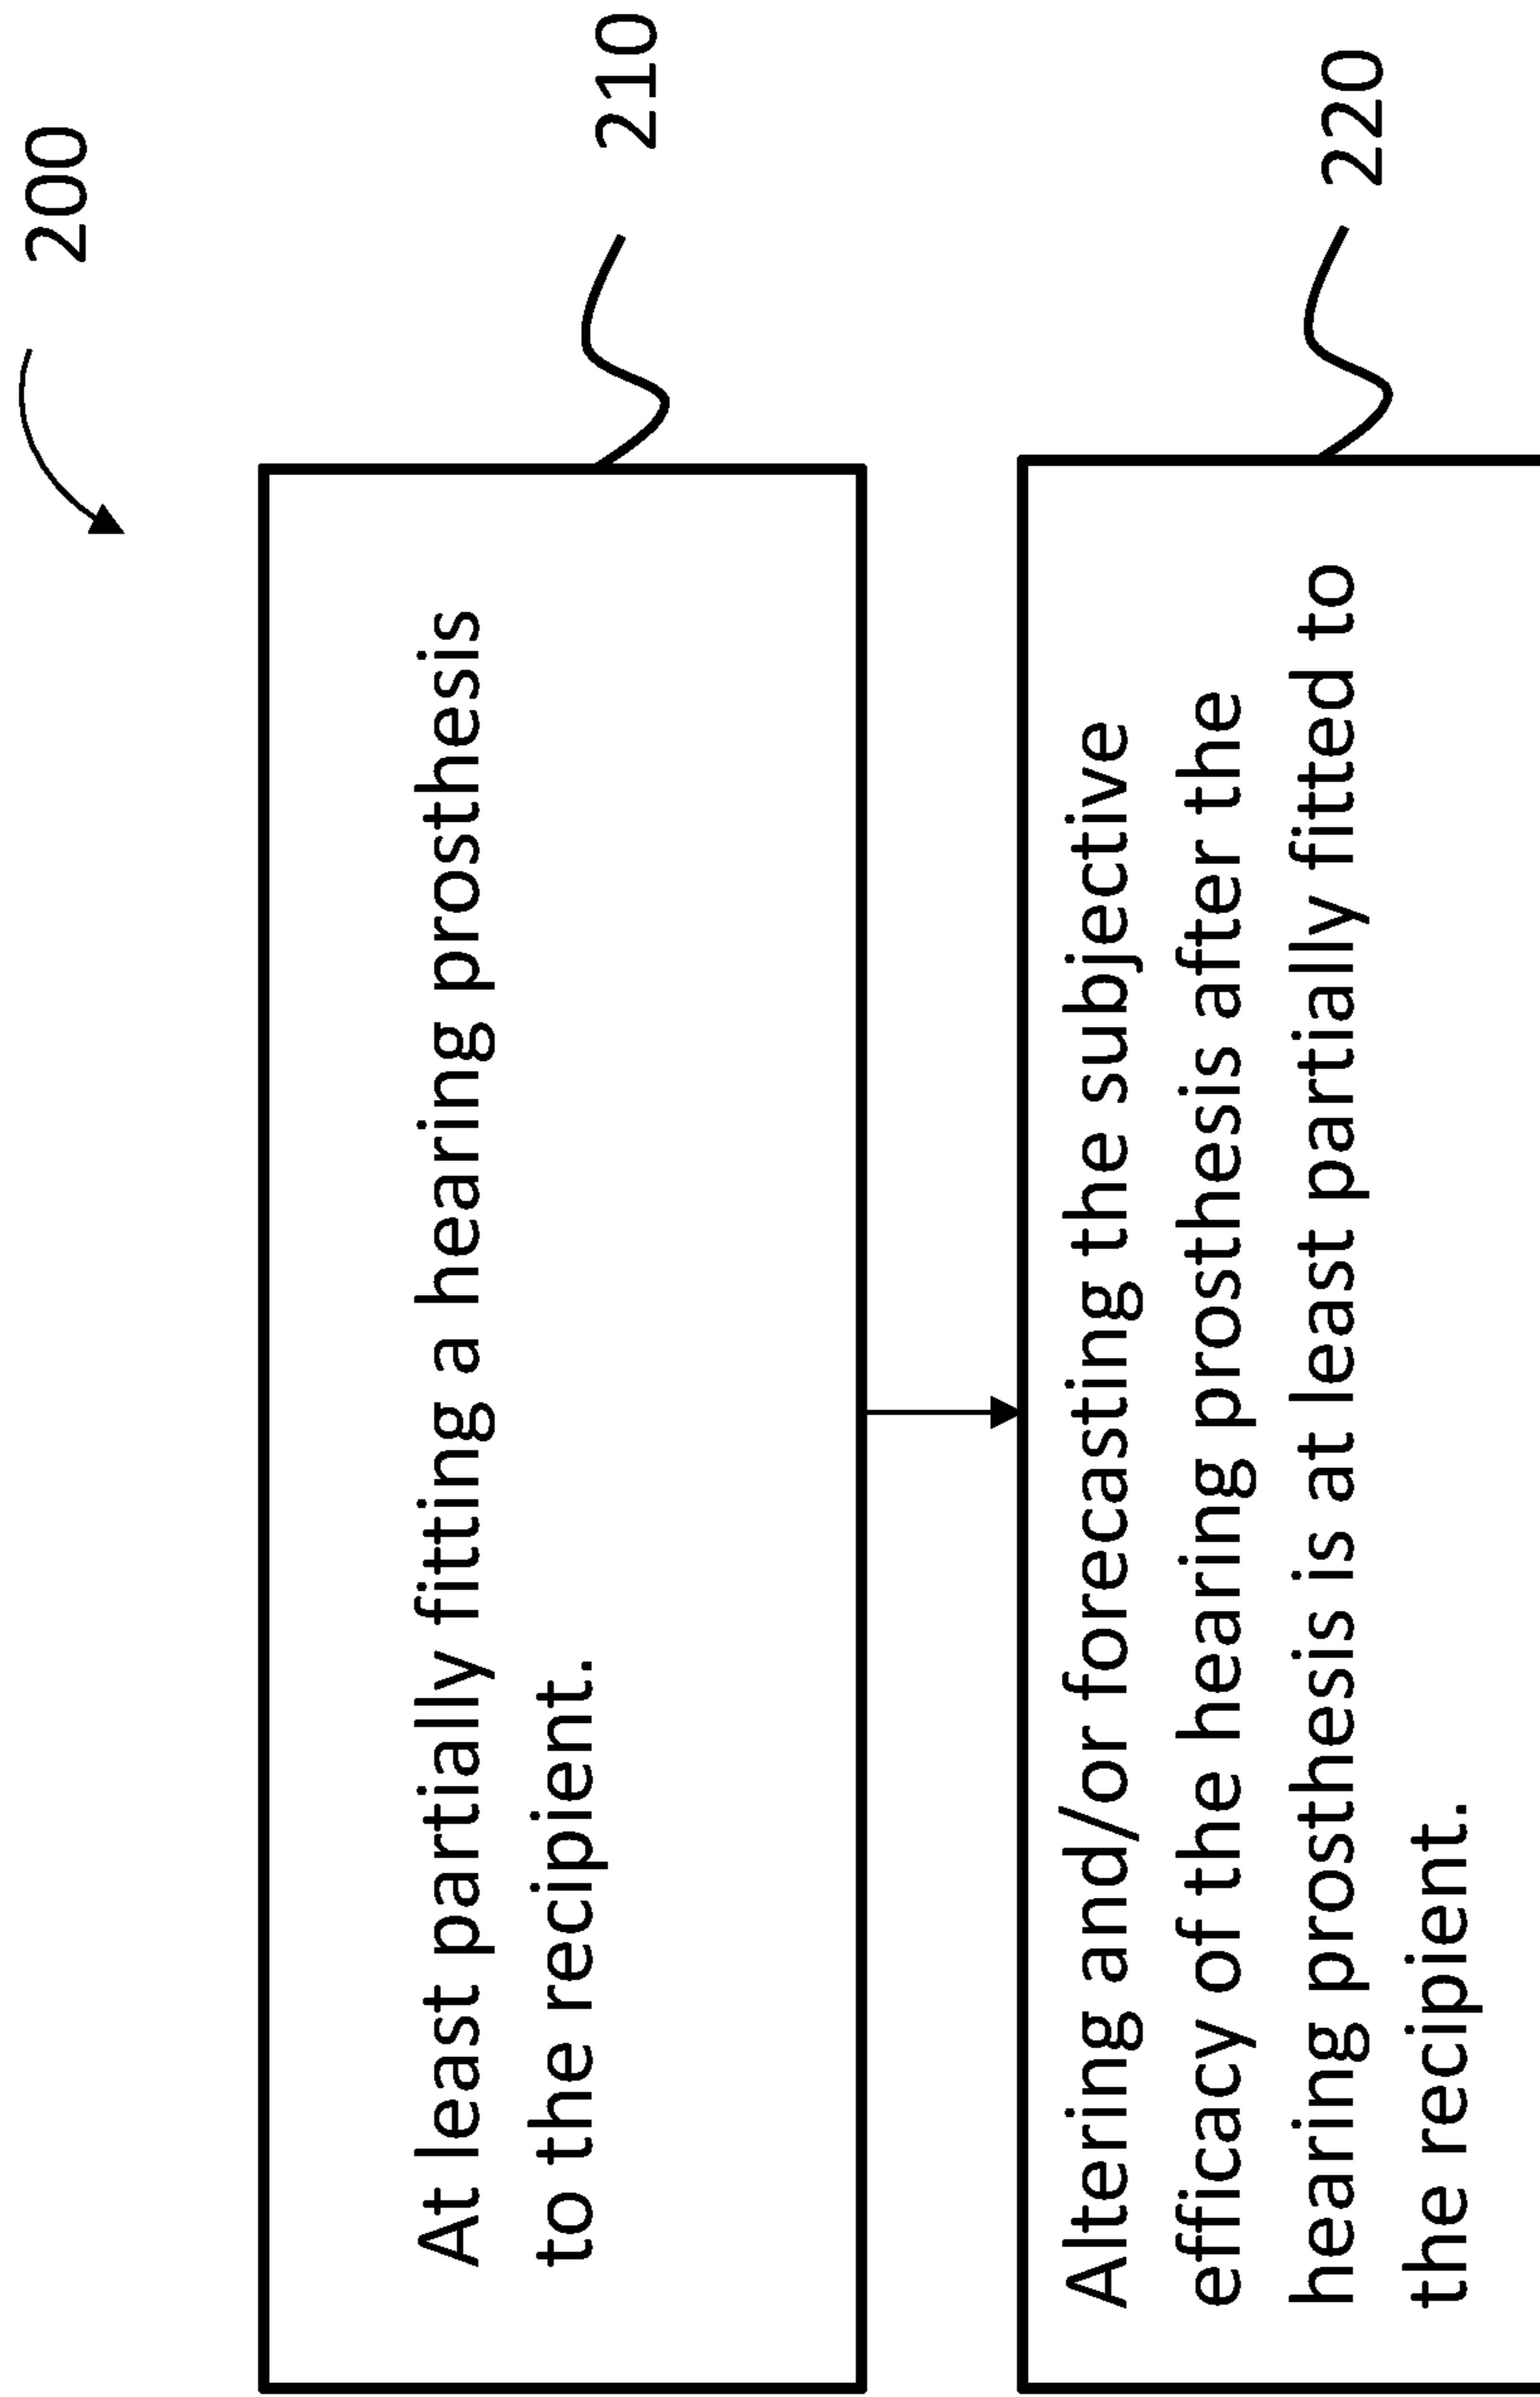 200
At least partially fitting a hearing prosthesis
to the recipient.
210
Altering and/or forecasting the subjective
efficacy of the hearing prosthesis after the
hearing prosthesis is at least partially fitted to
the recipient.
220